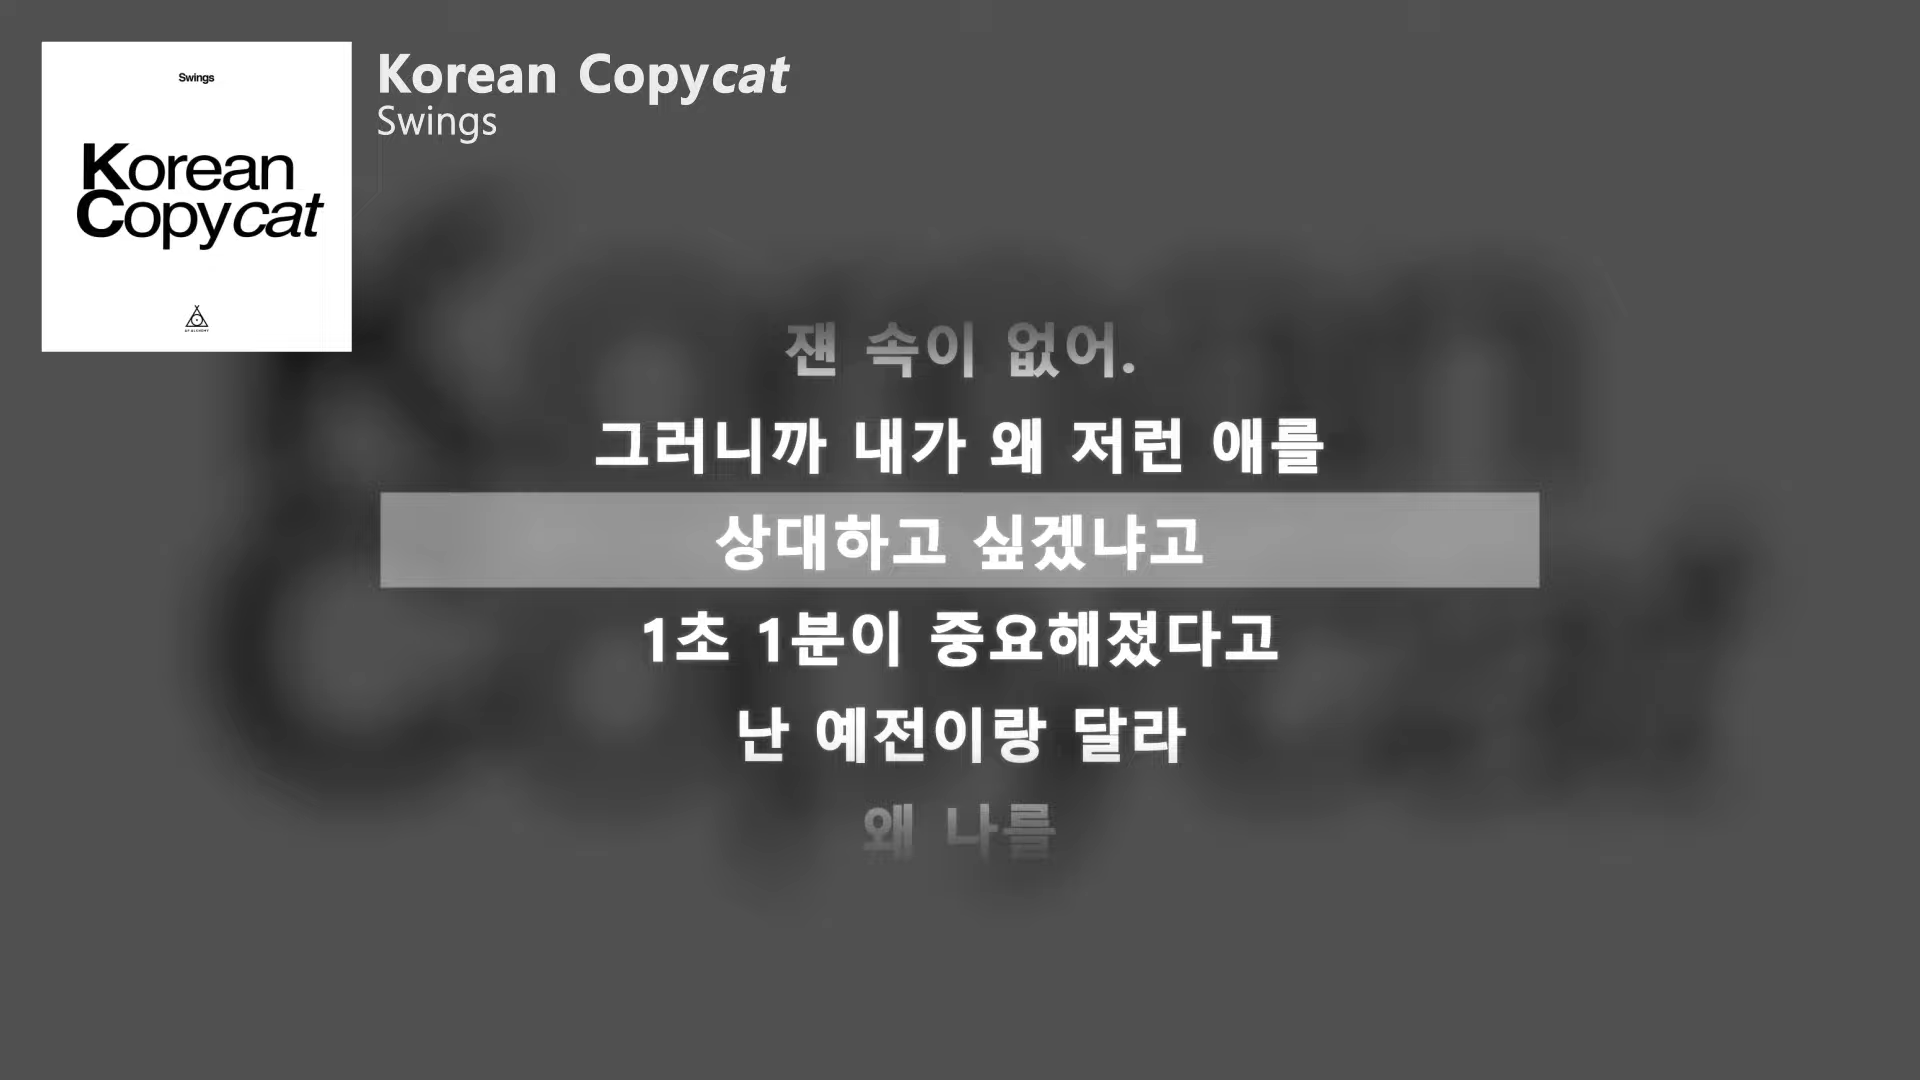 Swings
Korean
Copycat
Korean Copycat
Swings
쟨 속이 없어.
그러니까 내가 왜 저런 애를
상대하고 싶겠냐고
1초 1분이 중요해졌다고
난 예전이랑 달라
왜 나를